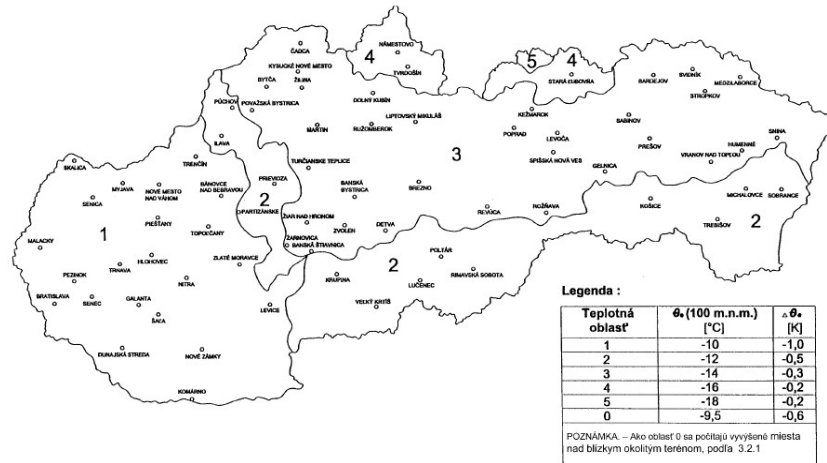 ČADCA
4
NÁMESTOVO
TVRDOŠÍN
5
4
STARÁ ĽUBOVŇA
KYSUCKÉ NOVÉ MESTO
BYTČA
ŽILINA
BARDEJOV
SVIDNÍK
STROPKOV
MEDZILABORCE
PÚCHOV
POVAŽSKÁ BYSTRICA
DOLNÝ KUBÍN
LIPTOVSKÝ MIKULÁŠ
MARTIN
RUŽOMBEROK
KEŽMAROK
POPRAD
LEVOČA
SABINOV
PREŠOV
SNINA
HUMENNÉ
VRANOV NAD TOPĽOU
ILAVA
TRENČÍN
SKALICA
TURČIANSKE TEPLICE
3
SPIŠSKÁ NOVÁ VES
GELNICA
SENICA
MYJAVA
NOVÉ MESTO
NAD VÁHOM
BÁNOVCE
NAD BEBRAVOU
PRIEVIDZA
2
BANSKÁ
BYSTRICA
BREZNO
MICHALOVCE
SOBRANCE
KOŠICE
PARTIZÁNSKE
PIEŠŤANY
TOPOĽČANY
ŽIAR NAD HRONOM
ZVOLEN
DETVA
REVÚCA
ROŽŇAVA
TREBIŠOV
2
1
MALACKY
ŽARNOVICA
BANSKÁ ŠTIAVNICA
HLOHOVEC
TRNAVA
ZLATÉ MORAVCE
POLTÁR
2
KRUPINA
RIMAVSKÁ SOBOTA
LUČENEC
PEZINOK
NITRA
BRATISLAVA
SENEC
GALANTA
ŠAĽA
LEVICE
VEĽKÝ KRTÍŠ
DUNAJSKÁ STREDA
NOVÉ ZÁMKY
KOMÁRNO
Legenda :
Teplotná oblasť θₑ (100 m.n.m.) [°C] △θₑ [K]
1 -10 -1,0
2 -12 -0,5
3 -14 -0,3
4 -16 -0,2
5 -18 -0,2
0 -9,5 -0,6
POZNÁMKA. – Ako oblasť 0 sa počítajú vyvýšené miesta
nad blízkym okolitým terénom, podľa 3.2.1